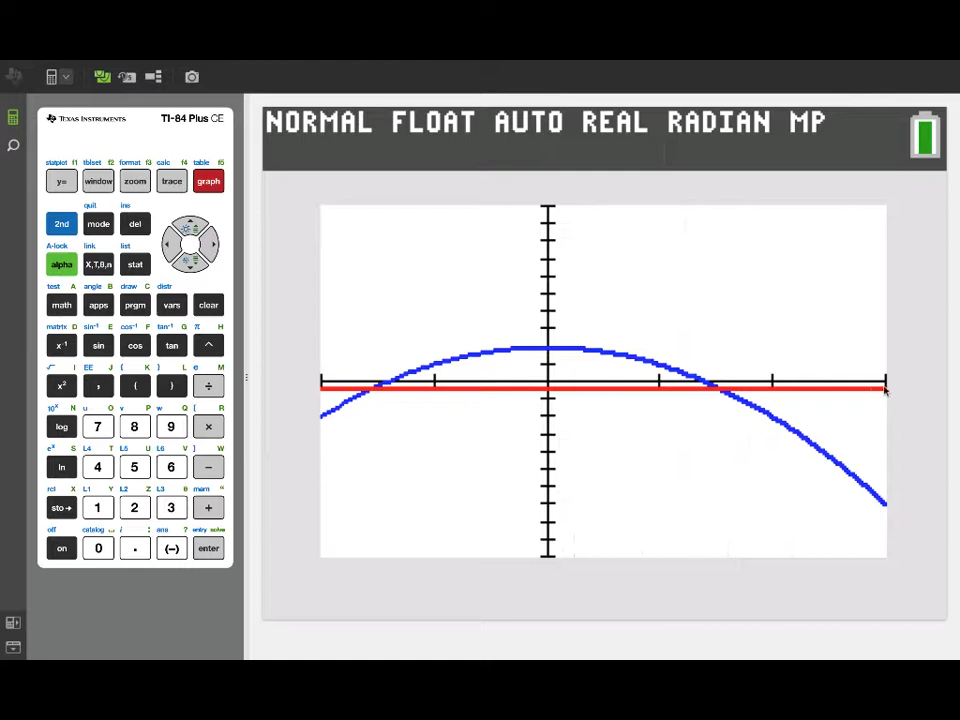 TEXAS INSTRUMENTS TI-84 Plus CE
NORMAL FLOAT AUTO REAL RADIAN MP
statplot f1 tblset f2 format f3 calc f4 table f5
y= window zoom trace graph
quit ins
2nd mode del
A-lock link list
alpha X,T,θ,n stat
test A angle B draw C distr
math apps prgm vars clear
matrix D sin⁻¹ E cos⁻¹ F tan⁻¹ G π H
x⁻¹ sin cos tan ^
√ I EE J { K } L e M
x² , ( ) ÷
10ˣ N u O v P w Q [ R
log 7 8 9 ×
eˣ S L4 T L5 U L6 V ] W
ln 4 5 6 −
rcl X L1 Y L2 Z L3 θ mem "
sto→ 1 2 3 +
off catalog i : ans ? entry solve
on 0 . (−) enter